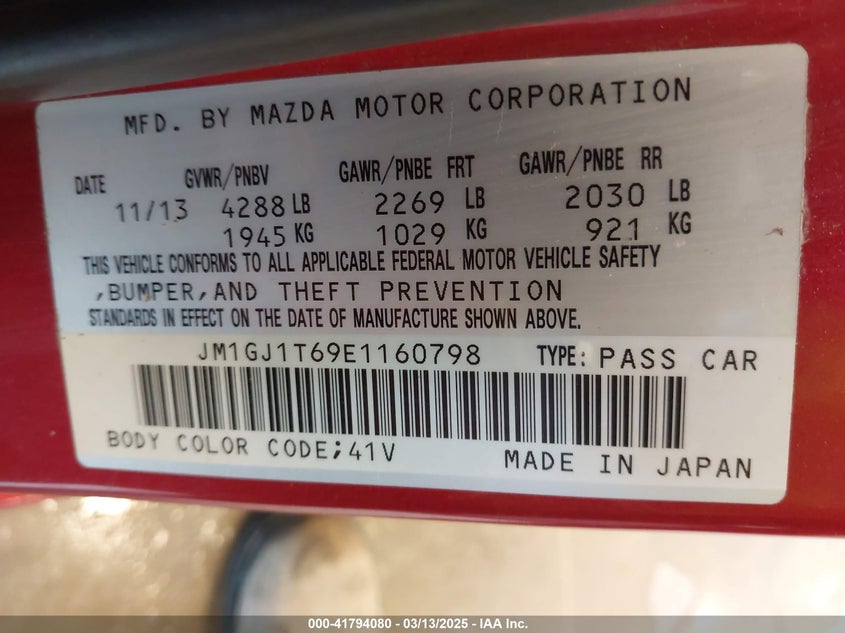 MFD. BY MAZDA MOTOR CORPORATION
DATE GVWR/PNBV GAWR/PNBE FRT GAWR/PNBE RR
11/13 4288 LB 2269 LB 2030 LB
1945 KG 1029 KG 921 KG
THIS VEHICLE CONFORMS TO ALL APPLICABLE FEDERAL MOTOR VEHICLE SAFETY
,BUMPER,AND THEFT PREVENTION
STANDARDS IN EFFECT ON THE DATE OF MANUFACTURE SHOWN ABOVE.
JM1GJ1T69E1160798 TYPE: PASS CAR
BODY COLOR CODE;41V
MADE IN JAPAN
000-41794080 - 03/13/2025 - IAA Inc.